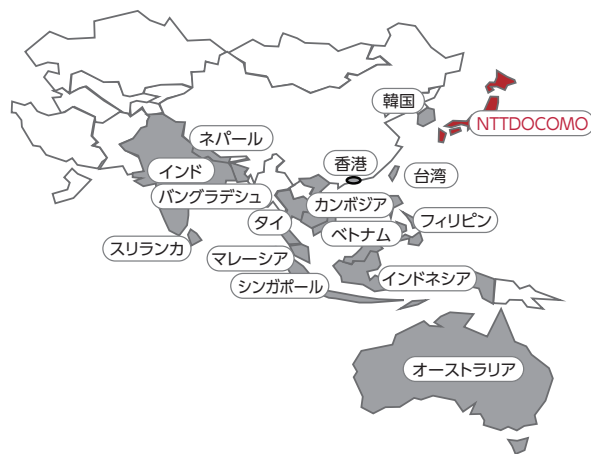 韓国
NTTDOCOMO
ネパール
香港
インド
台湾
バングラデシュ
カンボジア
タイ
フィリピン
ベトナム
スリランカ
マレーシア
インドネシア
シンガポール
オーストラリア